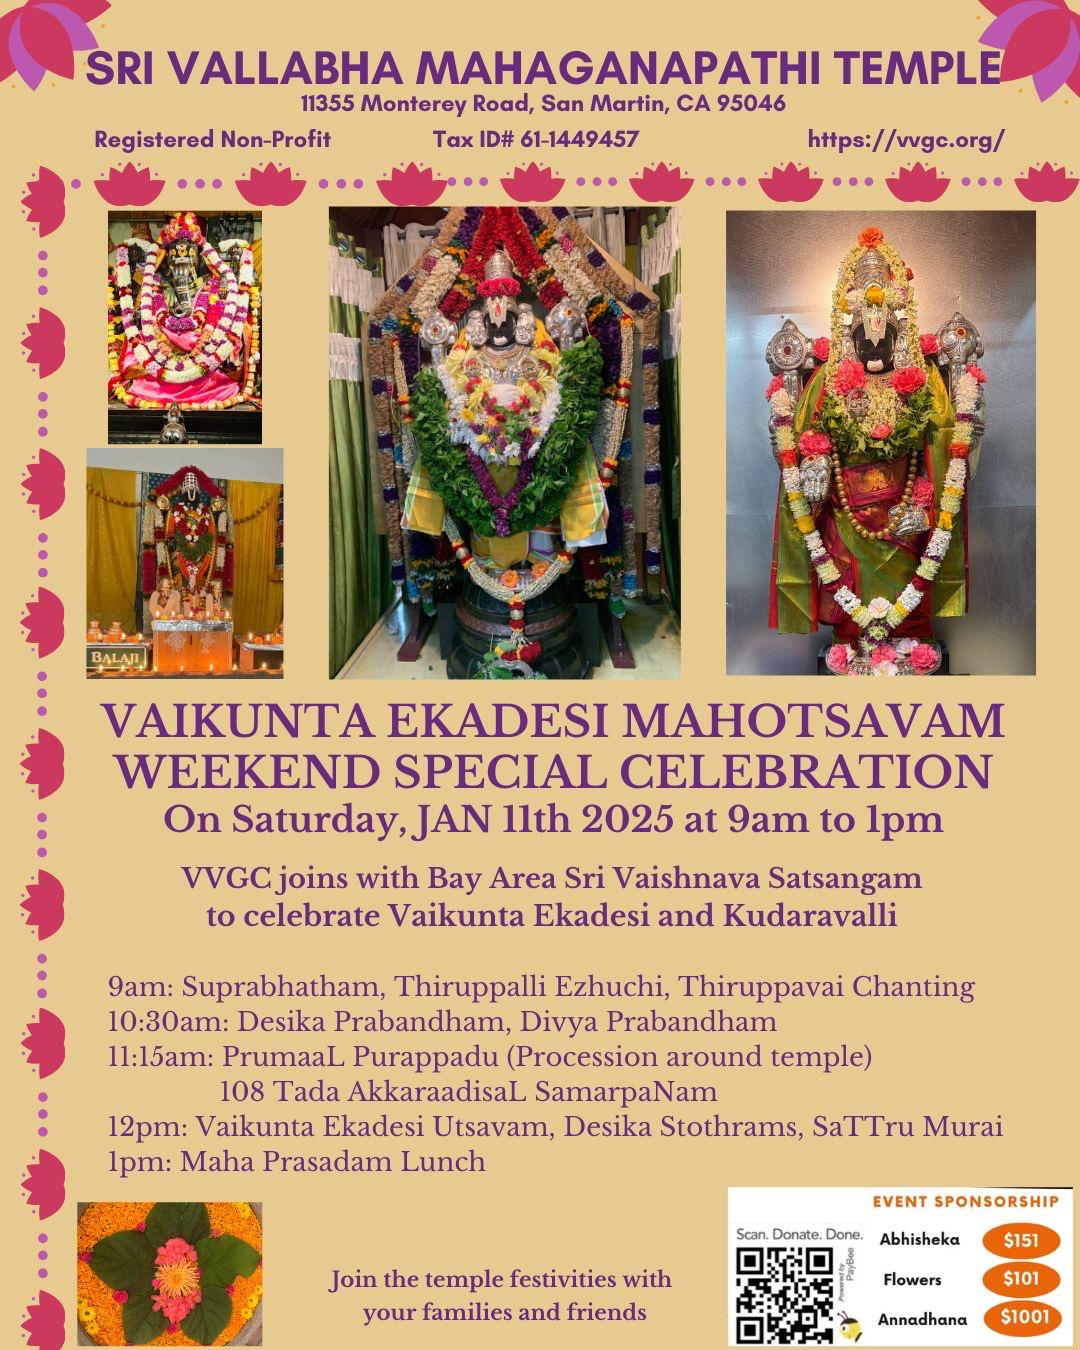 SRI VALLABHA MAHAGANAPATHI TEMPLE
11355 Monterey Road, San Martin, CA 95046
Registered Non-Profit Tax ID# 61-1449457 https://vvgc.org/
BALAJI
VAIKUNTA EKADESI MAHOTSAVAM
WEEKEND SPECIAL CELEBRATION
On Saturday, JAN 11th 2025 at 9am to 1pm
VVGC joins with Bay Area Sri Vaishnava Satsangam
to celebrate Vaikunta Ekadesi and Kudaravalli
9am: Suprabhatham, Thiruppalli Ezhuchi, Thiruppavai Chanting
10:30am: Desika Prabandham, Divya Prabandham
11:15am: PrumaaL Purappadu (Procession around temple)
108 Tada AkkaraadisaL SamarpaNam
12pm: Vaikunta Ekadesi Utsavam, Desika Stothrams, SaTTru Murai
1pm: Maha Prasadam Lunch
Join the temple festivities with
your families and friends
EVENT SPONSORSHIP
Scan. Donate. Done.
Powered by
PayBee
Abhisheka $151
Flowers $101
Annadhana $1001